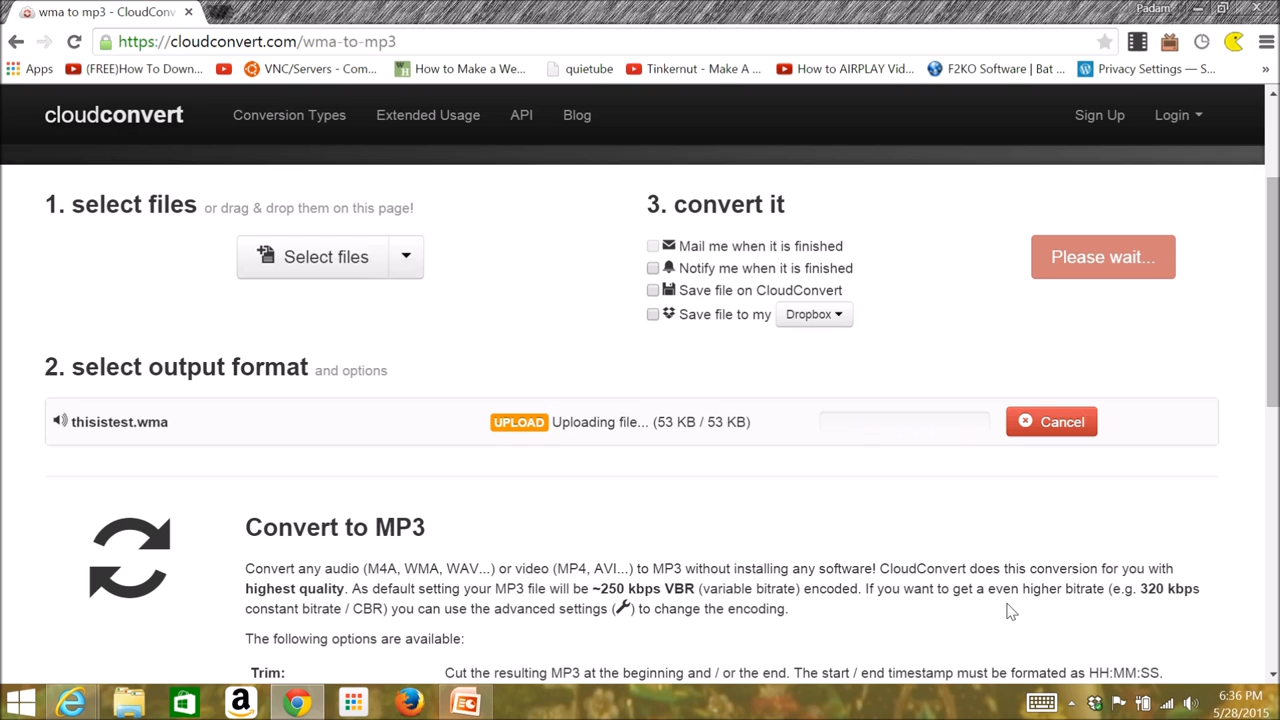 wma to mp3 - CloudConv
Padam
https://cloudconvert.com/wma-to-mp3
Apps (FREE)How To Down... VNC/Servers - Com... How to Make a We... quietube Tinkernut - Make A ... How to AIRPLAY Vid... F2KO Software | Bat ... Privacy Settings — S... »
cloudconvert Conversion Types Extended Usage API Blog Sign Up Login
1. select files or drag & drop them on this page!
Select files
3. convert it
Mail me when it is finished
Notify me when it is finished
Save file on CloudConvert
Save file to my Dropbox
Please wait...
2. select output format and options
thisistest.wma UPLOAD Uploading file... (53 KB / 53 KB) Cancel
Convert to MP3
Convert any audio (M4A, WMA, WAV...) or video (MP4, AVI...) to MP3 without installing any software! CloudConvert does this conversion for you with
highest quality. As default setting your MP3 file will be ~250 kbps VBR (variable bitrate) encoded. If you want to get a even higher bitrate (e.g. 320 kbps
constant bitrate / CBR) you can use the advanced settings ( ) to change the encoding.
The following options are available:
Trim: Cut the resulting MP3 at the beginning and / or the end. The start / end timestamp must be formated as HH:MM:SS.
6:36 PM
5/28/2015